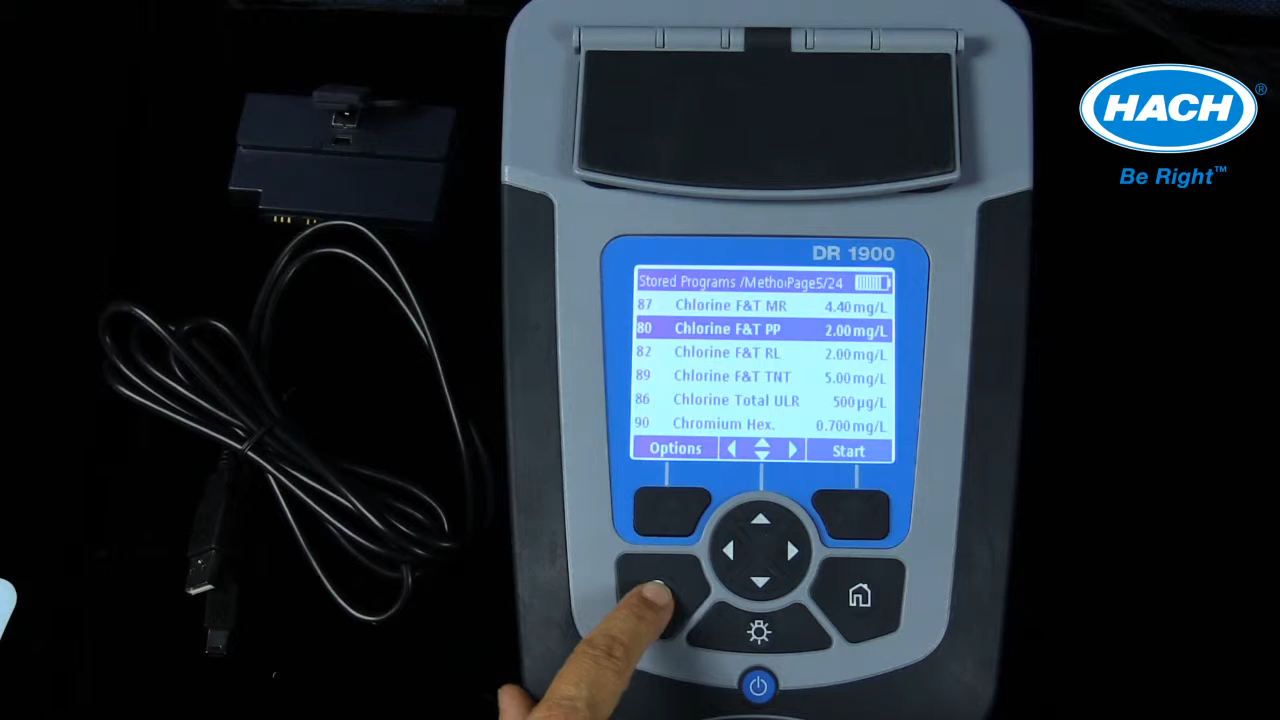 HACH®
Be Right™
DR 1900
Stored Programs /Metho Page5/24
87 Chlorine F&T MR 4.40 mg/L
80 Chlorine F&T PP 2.00 mg/L
82 Chlorine F&T RL 2.00 mg/L
89 Chlorine F&T TNT 5.00 mg/L
86 Chlorine Total ULR 500 µg/L
90 Chromium Hex. 0.700 mg/L
Options Start